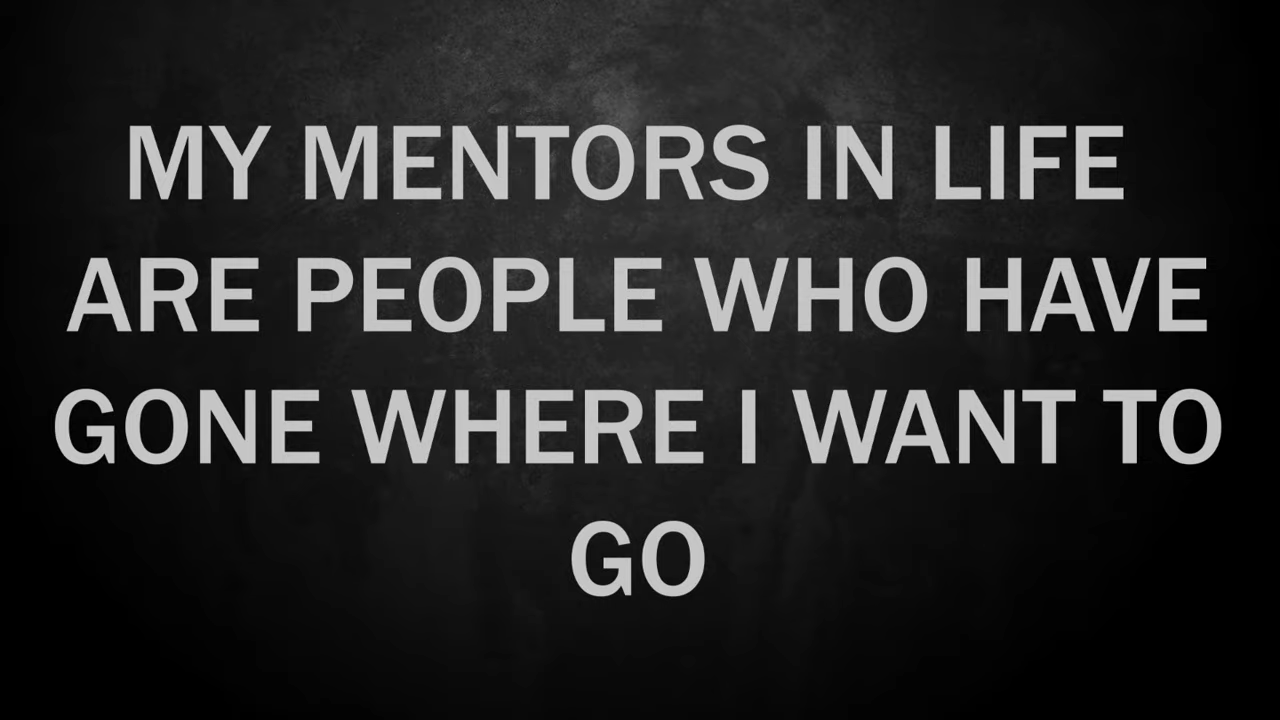 MY MENTORS IN LIFE
ARE PEOPLE WHO HAVE
GONE WHERE I WANT TO
GO